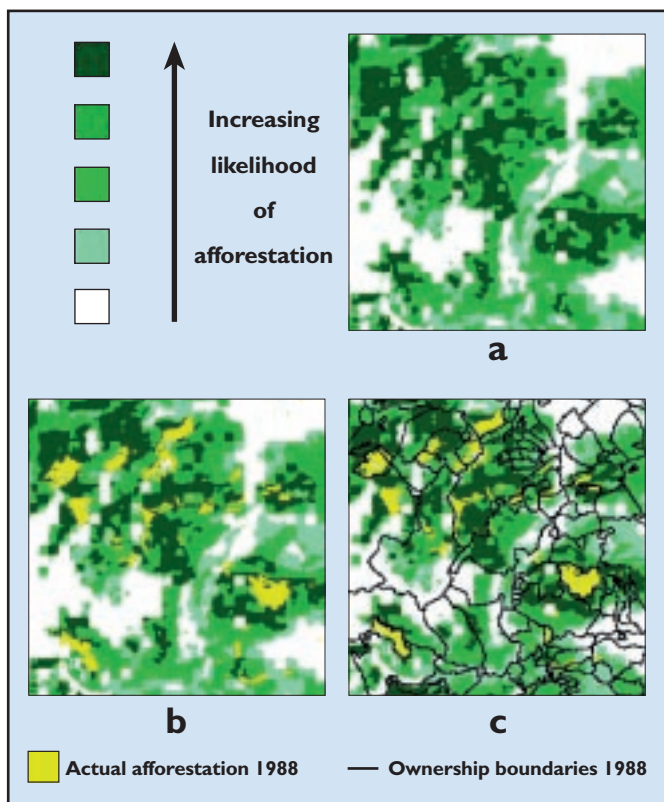 Increasing
likelihood
of
afforestation
a
b
c
Actual afforestation 1988
Ownership boundaries 1988